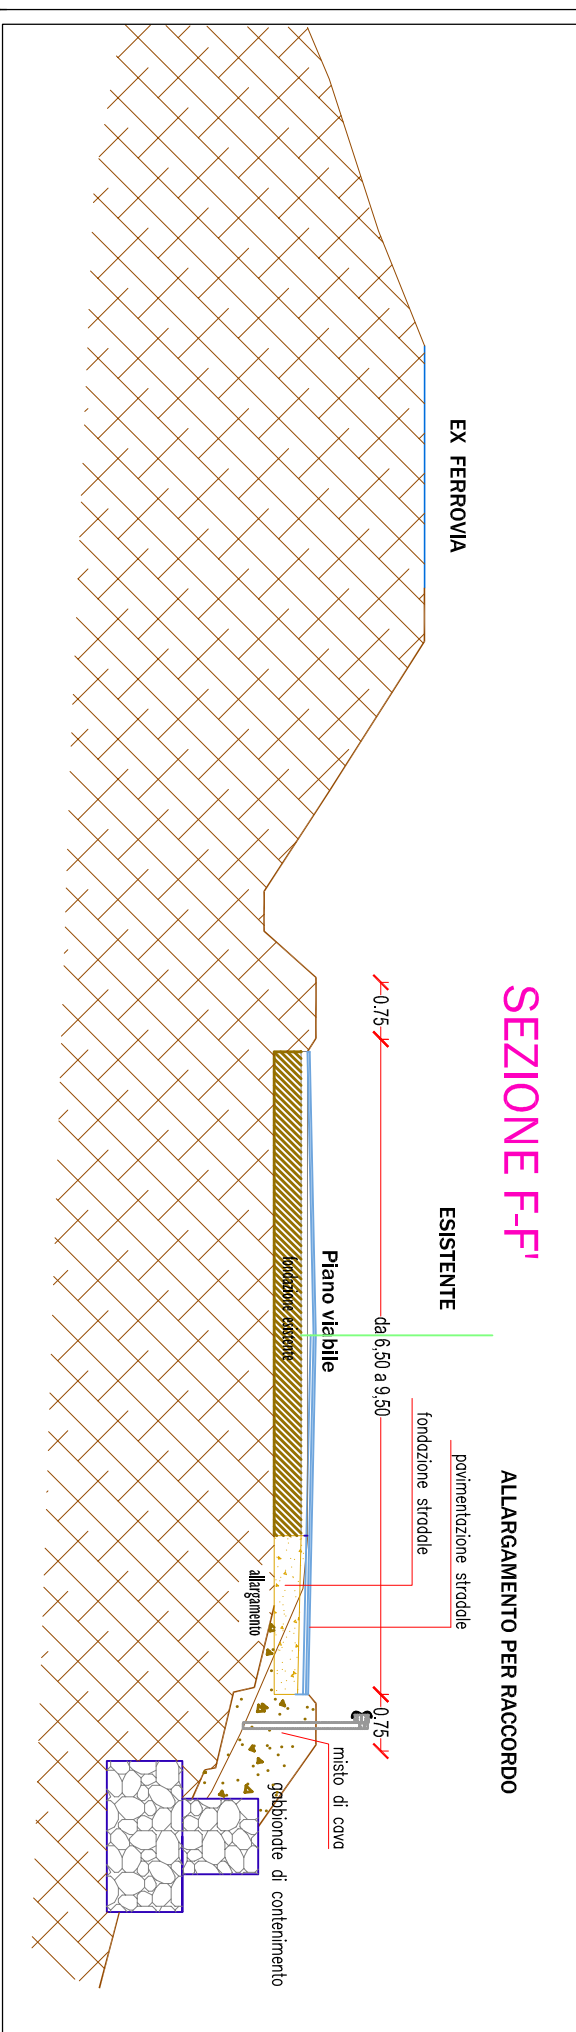 SEZIONE F-F'
EX FERROVIA
ESISTENTE
ALLARGAMENTO PER RACCORDO
pavimentazione stradale
fondazione stradale
0.75
da 6,50 a 9,50
0.75
Piano viabile
fondazione esistente
allargamento
misto di cava
gabbionate di contenimento